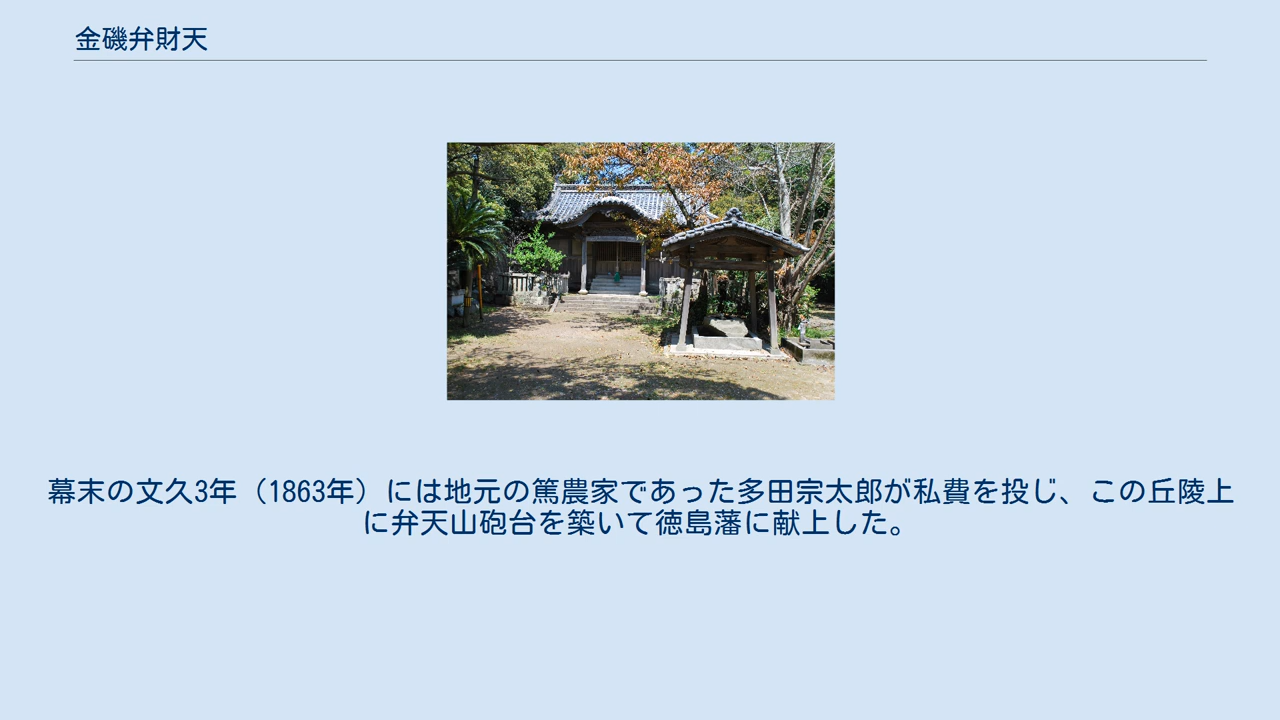 金磯弁財天
幕末の文久3年（1863年）には地元の篤農家であった多田宗太郎が私費を投じ、この丘陵上
に弁天山砲台を築いて徳島藩に献上した。